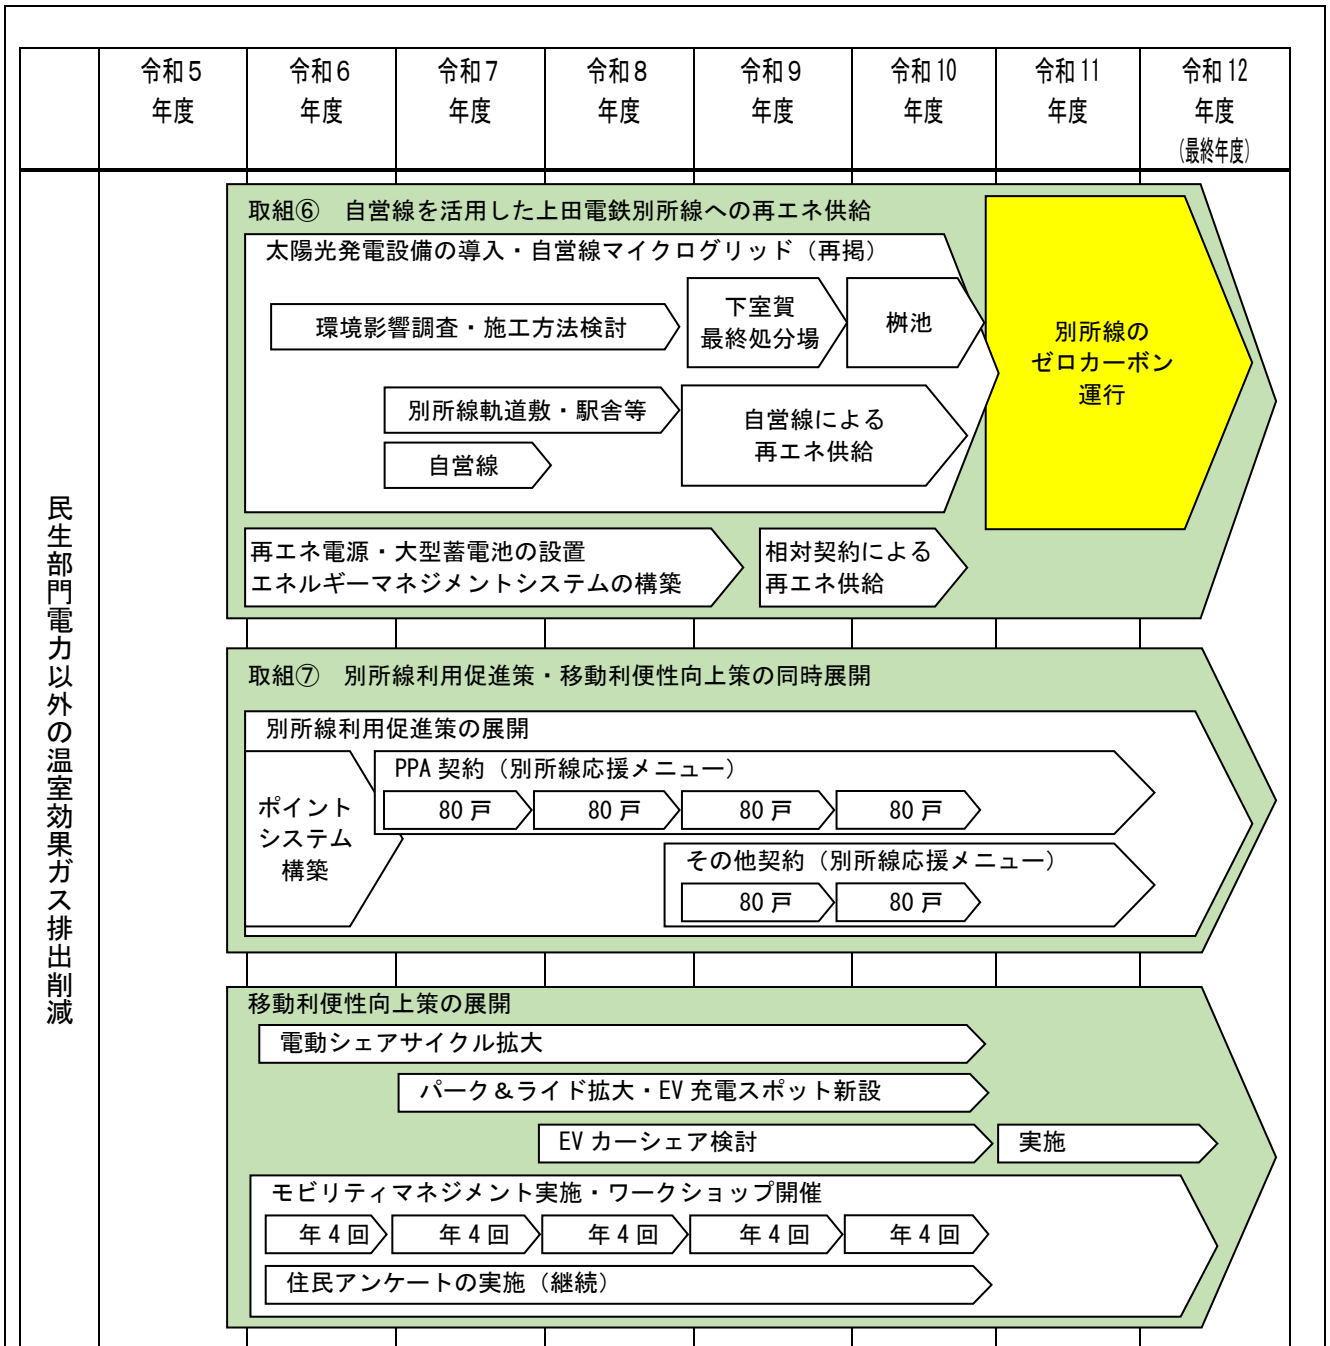 令和5
年度
令和6
年度
令和7
年度
令和8
年度
令和9
年度
令和10
年度
令和11
年度
令和12
年度
(最終年度)
民生部門電力以外の温室効果ガス排出削減
取組⑥　自営線を活用した上田電鉄別所線への再エネ供給
太陽光発電設備の導入・自営線マイクログリッド（再掲）
環境影響調査・施工方法検討
下室賀
最終処分場
桝池
別所線軌道敷・駅舎等
自営線
自営線による
再エネ供給
別所線の
ゼロカーボン
運行
再エネ電源・大型蓄電池の設置
エネルギーマネジメントシステムの構築
相対契約による
再エネ供給
取組⑦　別所線利用促進策・移動利便性向上策の同時展開
別所線利用促進策の展開
ポイント
システム
構築
PPA契約（別所線応援メニュー）
80戸
80戸
80戸
80戸
その他契約（別所線応援メニュー）
80戸
80戸
移動利便性向上策の展開
電動シェアサイクル拡大
パーク＆ライド拡大・EV充電スポット新設
EVカーシェア検討
実施
モビリティマネジメント実施・ワークショップ開催
年4回
年4回
年4回
年4回
年4回
住民アンケートの実施（継続）